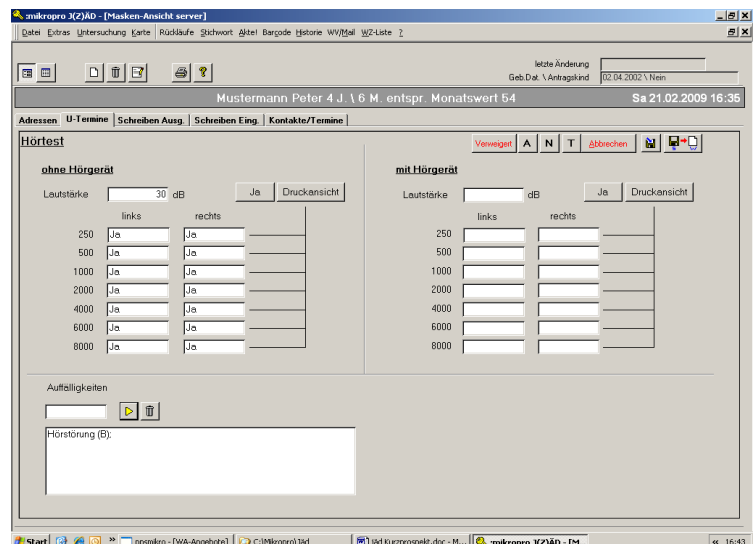 :mikropro J(Z)ÄD - [Masken-Ansicht server]
Datei Extras Untersuchung Karte Rückläufe Stichwort Akte! Barcode Historie WV/Mail WZ-Liste ?
letzte Änderung
Geb.Dat. \ Antragskind 02.04.2002 \ Nein
Mustermann Peter 4 J. \ 6 M. entspr. Monatswert 54 Sa 21.02.2009 16:35
Adressen U-Termine Schreiben Ausg. Schreiben Eing. Kontakte/Termine
Hörtest Verweigert A N T Abbrechen
ohne Hörgerät mit Hörgerät
Lautstärke 30 dB Ja Druckansicht Lautstärke dB Ja Druckansicht
links rechts links rechts
250 Ja Ja 250
500 Ja Ja 500
1000 Ja Ja 1000
2000 Ja Ja 2000
4000 Ja Ja 4000
6000 Ja Ja 6000
8000 Ja Ja 8000
Auffälligkeiten
Hörstörung (B);
Start » ppsmikro - [WA-Angebote] C:\Mikropro\Jäd Jäd Kurzprospekt.doc - M... :mikropro J(Z)ÄD - [M... « 16:43